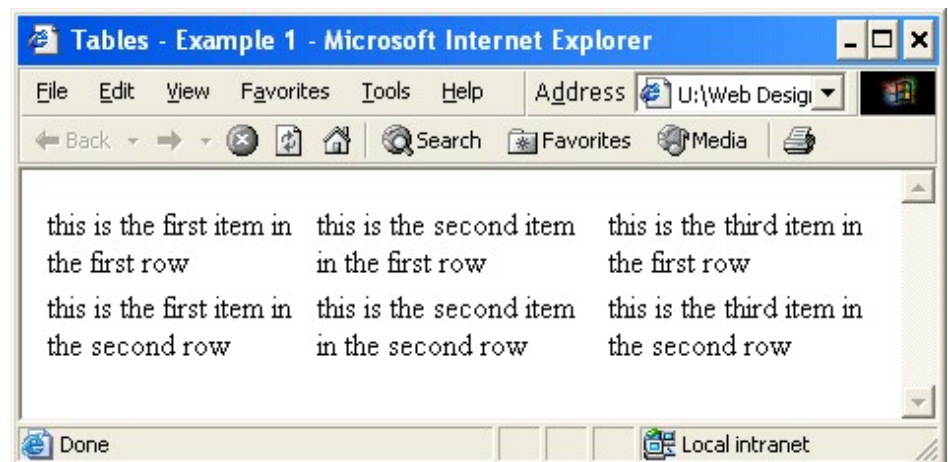 Tables - Example 1 - Microsoft Internet Explorer
File Edit View Favorites Tools Help Address U:\Web Desig
Back Search Favorites Media
this is the first item in the first row
this is the second item in the first row
this is the third item in the first row
this is the first item in the second row
this is the second item in the second row
this is the third item in the second row
Done Local intranet